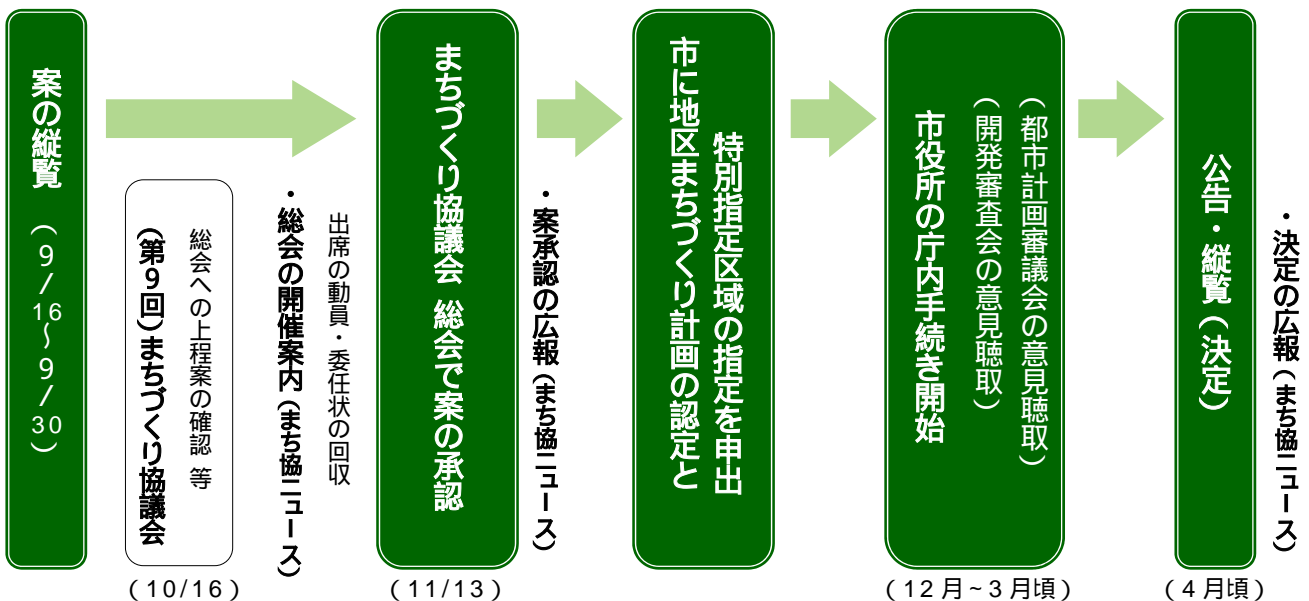 案の縦覧（9/16～9/30）
（第9回）まちづくり協議会
総会への上程案の確認 等
（10/16）
・総会の開催案内（まち協ニュース）
出席の動員・委任状の回収
まちづくり協議会 総会で案の承認
（11/13）
・案承認の広報（まち協ニュース）
市に地区まちづくり計画の認定と
特別指定区域の指定を申出
市役所の庁内手続き開始
（開発審査会の意見聴取）
（都市計画審議会の意見聴取）
（12月~3月頃）
公告・縦覧（決定）
（4月頃）
・決定の広報（まち協ニュース）